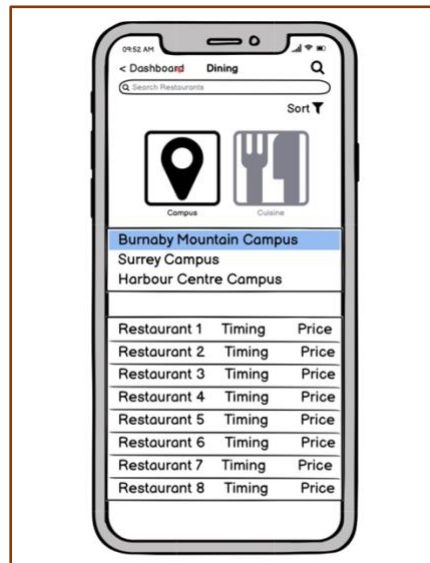 09:52 AM
< Dashboard Dining
Search Restaurants
Sort
Campus Cuisine
Burnaby Mountain Campus
Surrey Campus
Harbour Centre Campus
Restaurant 1 Timing Price
Restaurant 2 Timing Price
Restaurant 3 Timing Price
Restaurant 4 Timing Price
Restaurant 5 Timing Price
Restaurant 6 Timing Price
Restaurant 7 Timing Price
Restaurant 8 Timing Price